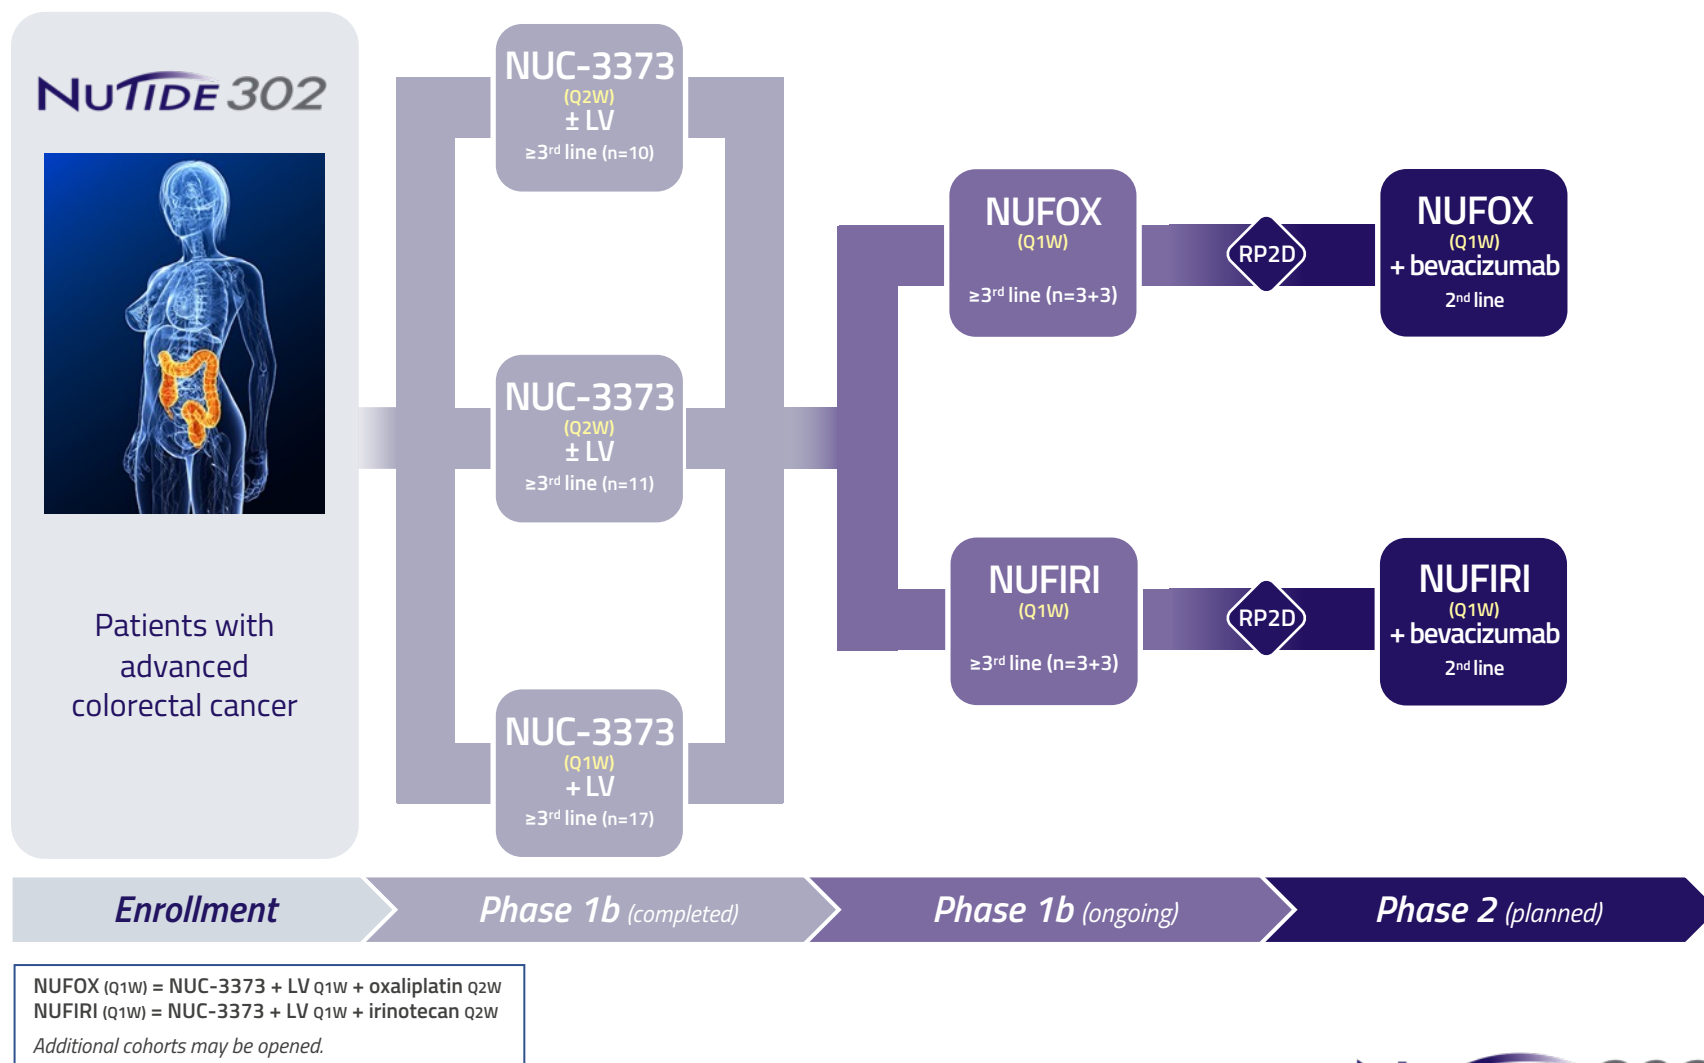 NUTIDE 302
Patients with
advanced
colorectal cancer
NUC-3373
(Q2W)
± LV
≥3rd line (n=10)
NUC-3373
(Q2W)
± LV
≥3rd line (n=11)
NUC-3373
(Q1W)
+ LV
≥3rd line (n=17)
NUFOX
(Q1W)
≥3rd line (n=3+3)
RP2D
NUFOX
(Q1W)
+ bevacizumab
2nd line
NUFIRI
(Q1W)
≥3rd line (n=3+3)
RP2D
NUFIRI
(Q1W)
+ bevacizumab
2nd line
Enrollment
Phase 1b (completed)
Phase 1b (ongoing)
Phase 2 (planned)
NUFOX (Q1W) = NUC-3373 + LV Q1W + oxaliplatin Q2W
NUFIRI (Q1W) = NUC-3373 + LV Q1W + irinotecan Q2W
Additional cohorts may be opened.